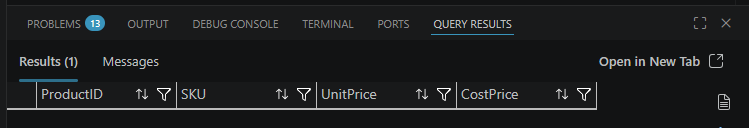 PROBLEMS 13 OUTPUT DEBUG CONSOLE TERMINAL PORTS QUERY RESULTS
Results (1) Messages Open in New Tab
ProductID SKU UnitPrice CostPrice